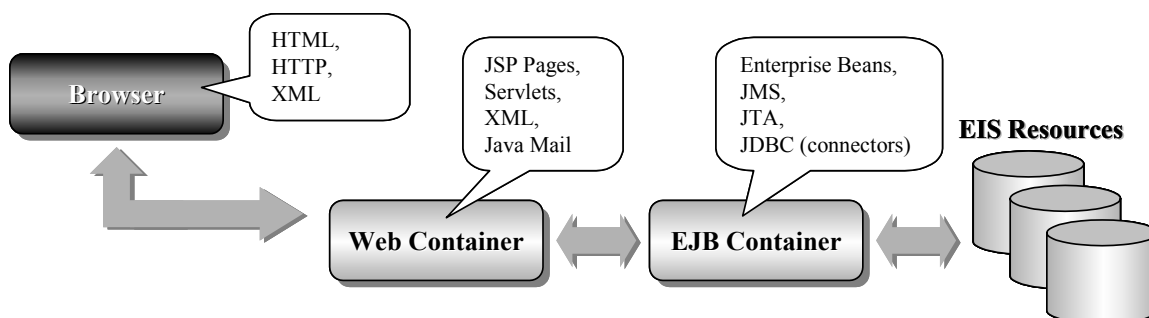 HTML,
HTTP,
XML
Browser
JSP Pages,
Servlets,
XML,
Java Mail
Enterprise Beans,
JMS,
JTA,
JDBC (connectors)
EIS Resources
Web Container
EJB Container